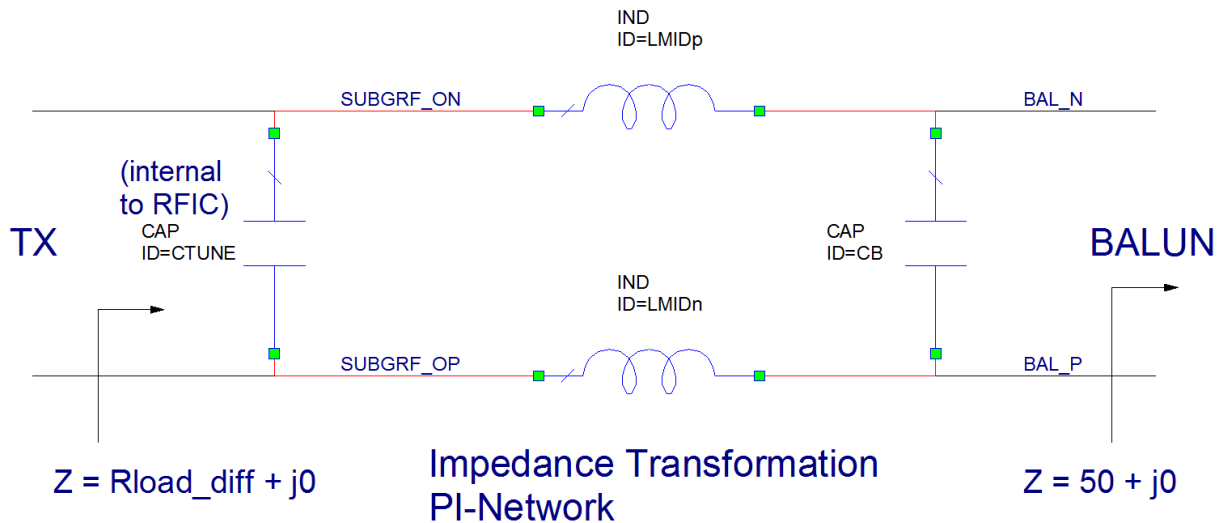 IND
ID=LMIDp
SUBGRF_ON
BAL_N
(internal
to RFIC)
CAP
ID=CTUNE
CAP
ID=CB
TX
BALUN
IND
ID=LMIDn
SUBGRF_OP
BAL_P
Z = Rload_diff + j0
Impedance Transformation
PI-Network
Z = 50 + j0